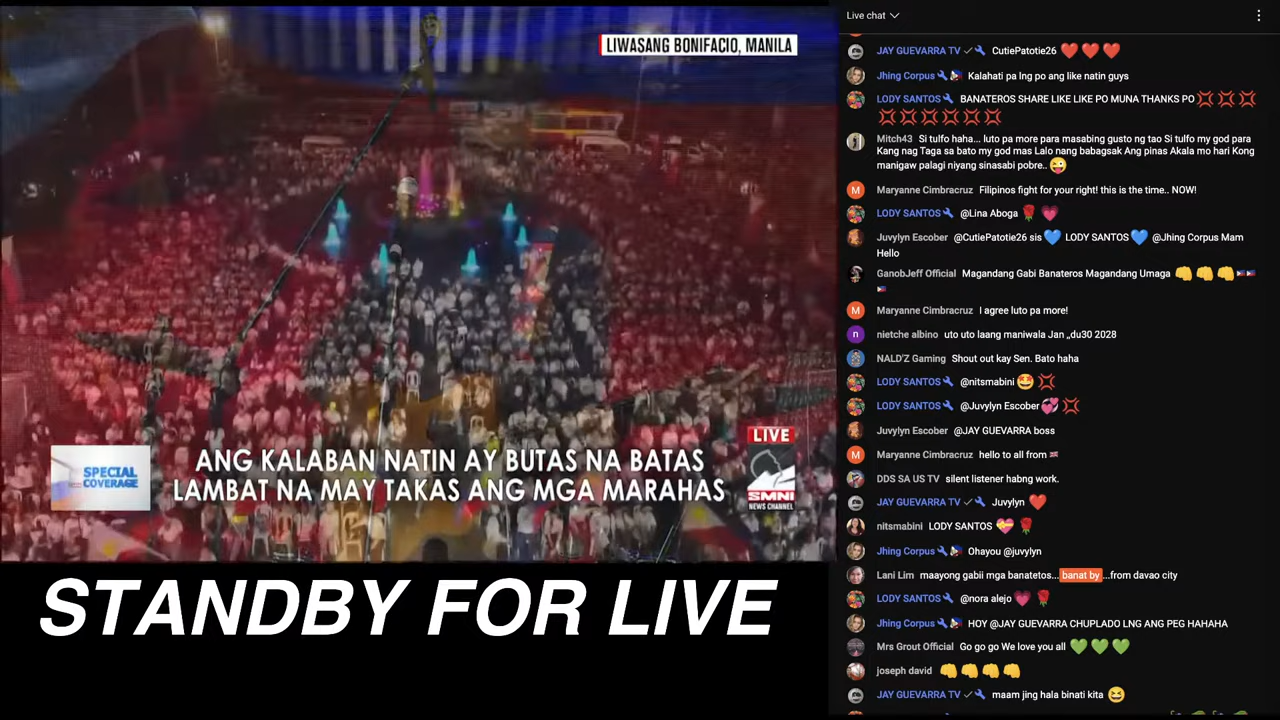 LIWASANG BONIFACIO, MANILA
SPECIAL
COVERAGE
ANG KALABAN NATIN AY BUTAS NA BATAS
LAMBAT NA MAY TAKAS ANG MGA MARAHAS
LIVE
SMNI
NEWS CHANNEL
STANDBY FOR LIVE
Live chat
JAY GUEVARRA TV CutiePatotie26 ❤️ ❤️ ❤️
Jhing Corpus Kalahati pa lng po ang like natin guys
LODY SANTOS BANATEROS SHARE LIKE LIKE PO MUNA THANKS PO 💢 💢 💢
💢 💢 💢 💢 💢 💢
Mitch43 Si tulfo haha... luto pa more para masabing gusto ng tao Si tulfo my god para
Kang nag Taga sa bato my god mas Lalo nang babagsak Ang pinas Akala mo hari Kong
manigaw palagi niyang sinasabi pobre.. 😜
M Maryanne Cimbracruz Filipinos fight for your right! this is the time.. NOW!
LODY SANTOS @Lina Aboga 🌹 💗
Juvylyn Escober @CutiePatotie26 sis 💙 LODY SANTOS 💙 @Jhing Corpus Mam
Hello
GanobJeff Official Magandang Gabi Banateros Magandang Umaga 👊 👊 👊 🇵🇭 🇵🇭
🇵🇭
M Maryanne Cimbracruz I agree luto pa more!
n nietche albino uto uto laang maniwala Jan ,,du30 2028
NALD'Z Gaming Shout out kay Sen. Bato haha
LODY SANTOS @nitsmabini 🤩 💢
LODY SANTOS @Juvylyn Escober 💞 💢
Juvylyn Escober @JAY GUEVARRA boss
M Maryanne Cimbracruz hello to all from 🇬🇧
DDS SA US TV silent listener habng work.
JAY GUEVARRA TV Juvylyn ❤️
nitsmabini LODY SANTOS 💝 🌹
Jhing Corpus Ohayou @juvylyn
Lani Lim maayong gabii mga banatetos... banat by ...from davao city
LODY SANTOS @nora alejo 💗 🌹
Jhing Corpus HOY @JAY GUEVARRA CHUPLADO LNG ANG PEG HAHAHA
Mrs Grout Official Go go go We love you all 💚 💚 💚
joseph david 👊 👊 👊 👊
JAY GUEVARRA TV maam jing hala binati kita 😆